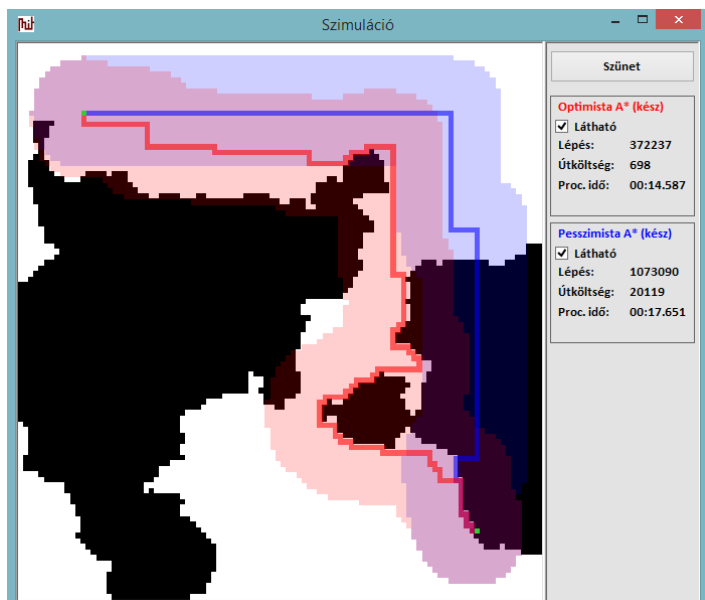 Szimuláció
Szünet
Optimista A* (kész)
Látható
Lépés: 372237
Útköltség: 698
Proc. idő: 00:14.587
Pesszimista A* (kész)
Látható
Lépés: 1073090
Útköltség: 20119
Proc. idő: 00:17.651